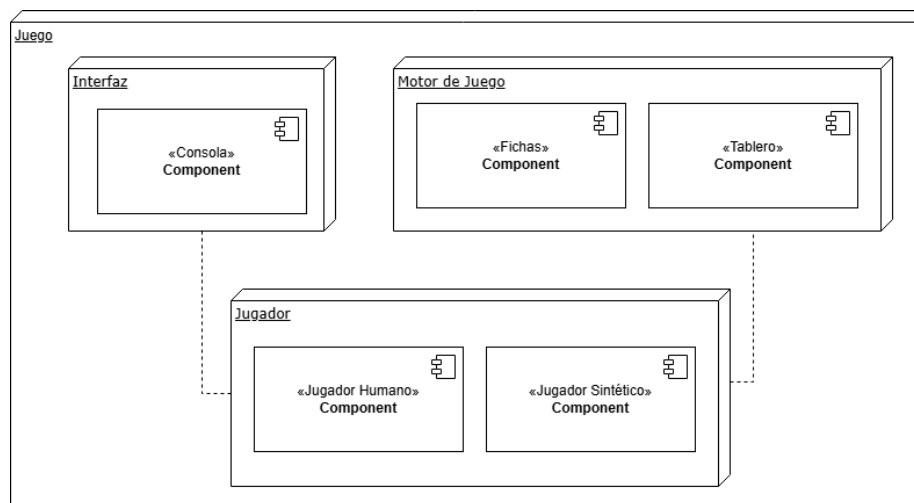 Juego
Interfaz
«Consola»
Component
Motor de Juego
«Fichas»
Component
«Tablero»
Component
Jugador
«Jugador Humano»
Component
«Jugador Sintético»
Component